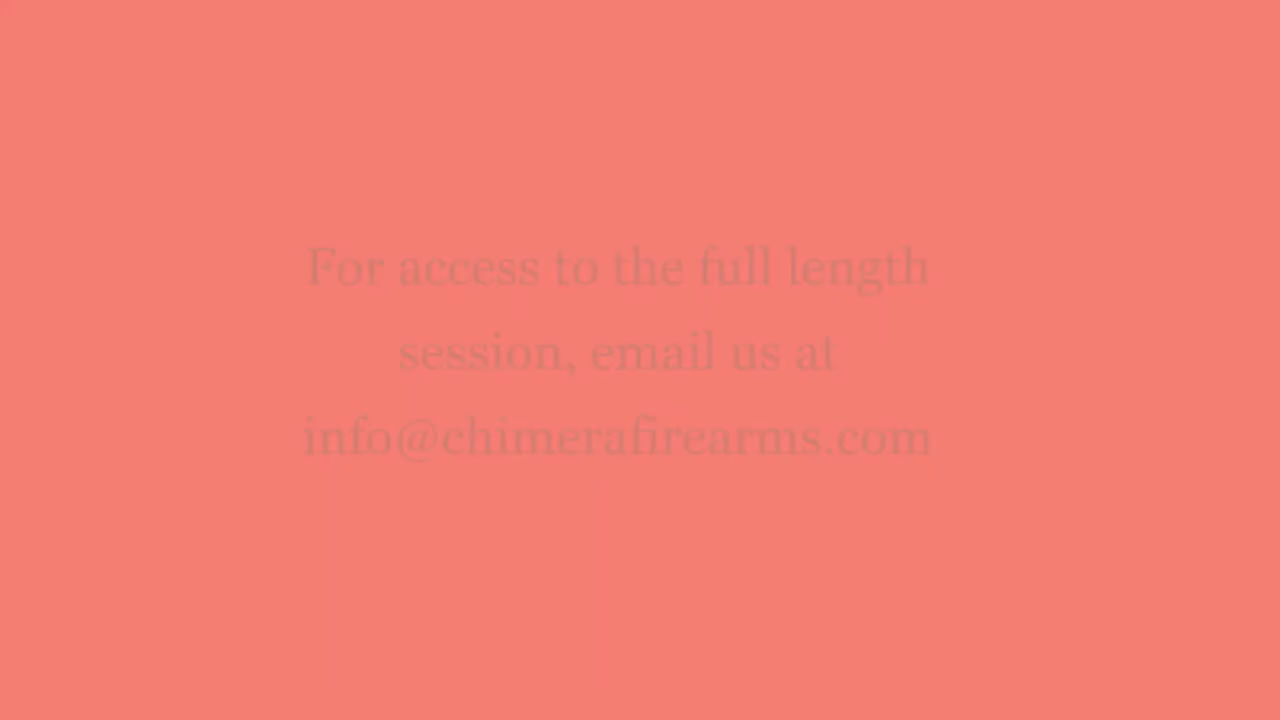 For access to the full length
session, email us at
info@chimerafirearms.com